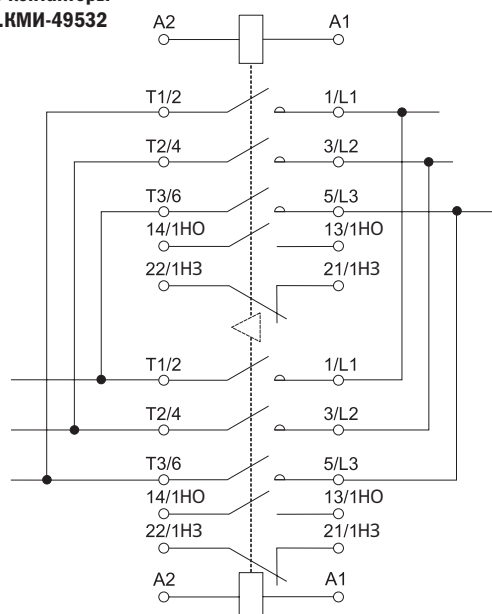 .КМИ-49532
A2 A1
T1/2 1/L1
T2/4 3/L2
T3/6 5/L3
14/1НО 13/1НО
22/1НЗ 21/1НЗ
T1/2 1/L1
T2/4 3/L2
T3/6 5/L3
14/1НО 13/1НО
22/1НЗ 21/1НЗ
A2 A1